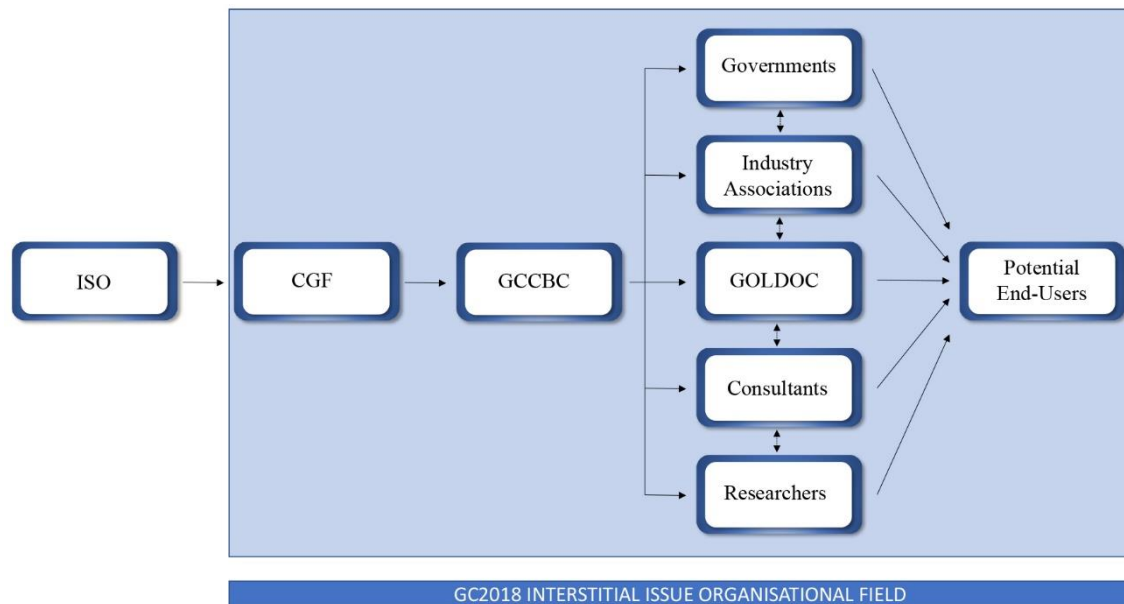 Governments
Industry
Associations
ISO
CGF
GCCBC
GOLDOC
Potential
End-Users
Consultants
Researchers
GC2018 INTERSTITIAL ISSUE ORGANISATIONAL FIELD